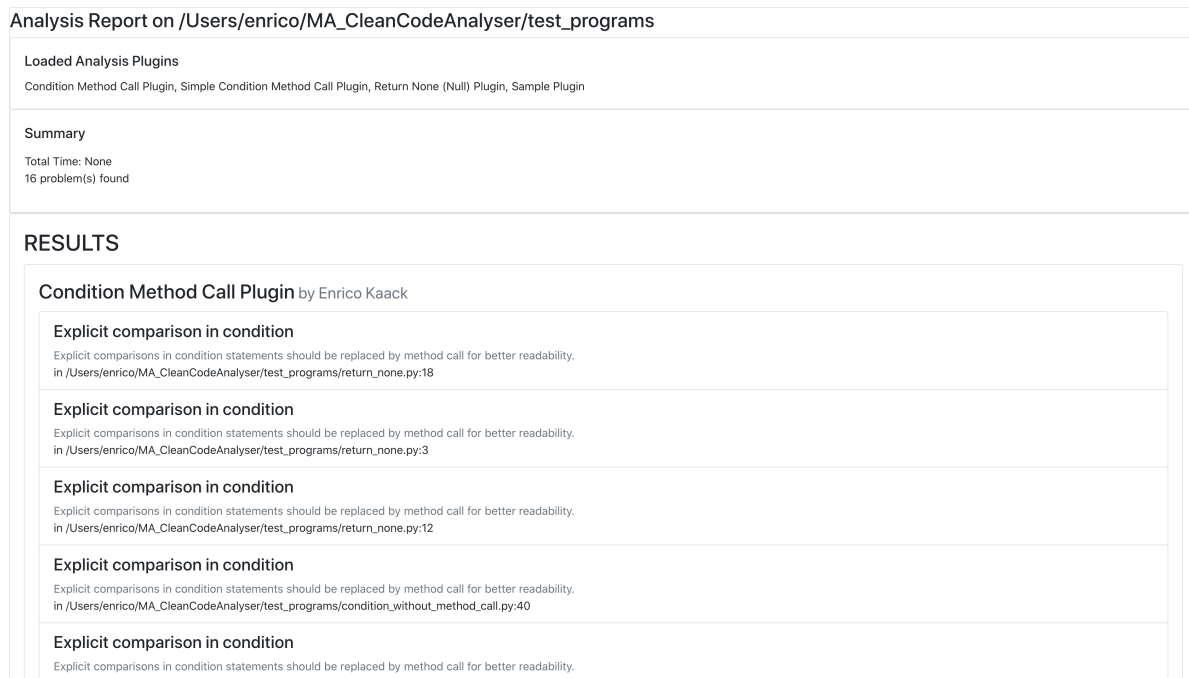 Analysis Report on /Users/enrico/MA_CleanCodeAnalyser/test_programs
Loaded Analysis Plugins
Condition Method Call Plugin, Simple Condition Method Call Plugin, Return None (Null) Plugin, Sample Plugin
Summary
Total Time: None
16 problem(s) found
RESULTS
Condition Method Call Plugin by Enrico Kaack
Explicit comparison in condition
Explicit comparisons in condition statements should be replaced by method call for better readability.
in /Users/enrico/MA_CleanCodeAnalyser/test_programs/return_none.py:18
Explicit comparison in condition
Explicit comparisons in condition statements should be replaced by method call for better readability.
in /Users/enrico/MA_CleanCodeAnalyser/test_programs/return_none.py:3
Explicit comparison in condition
Explicit comparisons in condition statements should be replaced by method call for better readability.
in /Users/enrico/MA_CleanCodeAnalyser/test_programs/return_none.py:12
Explicit comparison in condition
Explicit comparisons in condition statements should be replaced by method call for better readability.
in /Users/enrico/MA_CleanCodeAnalyser/test_programs/condition_without_method_call.py:40
Explicit comparison in condition
Explicit comparisons in condition statements should be replaced by method call for better readability.